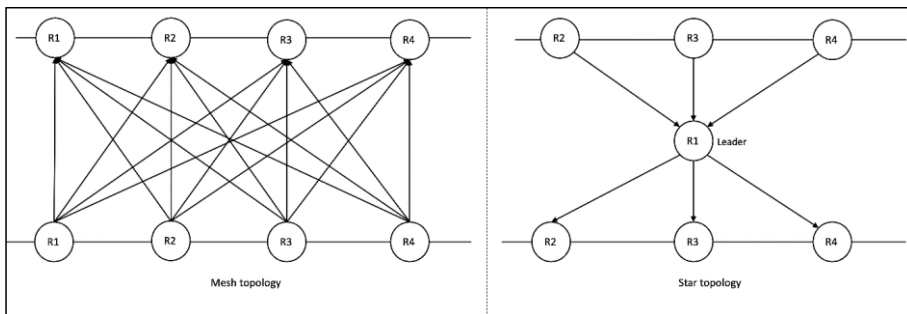 R1 R2 R3 R4
R2 R3 R4
R1 Leader
R1 R2 R3 R4
R2 R3 R4
Mesh topology
Star topology